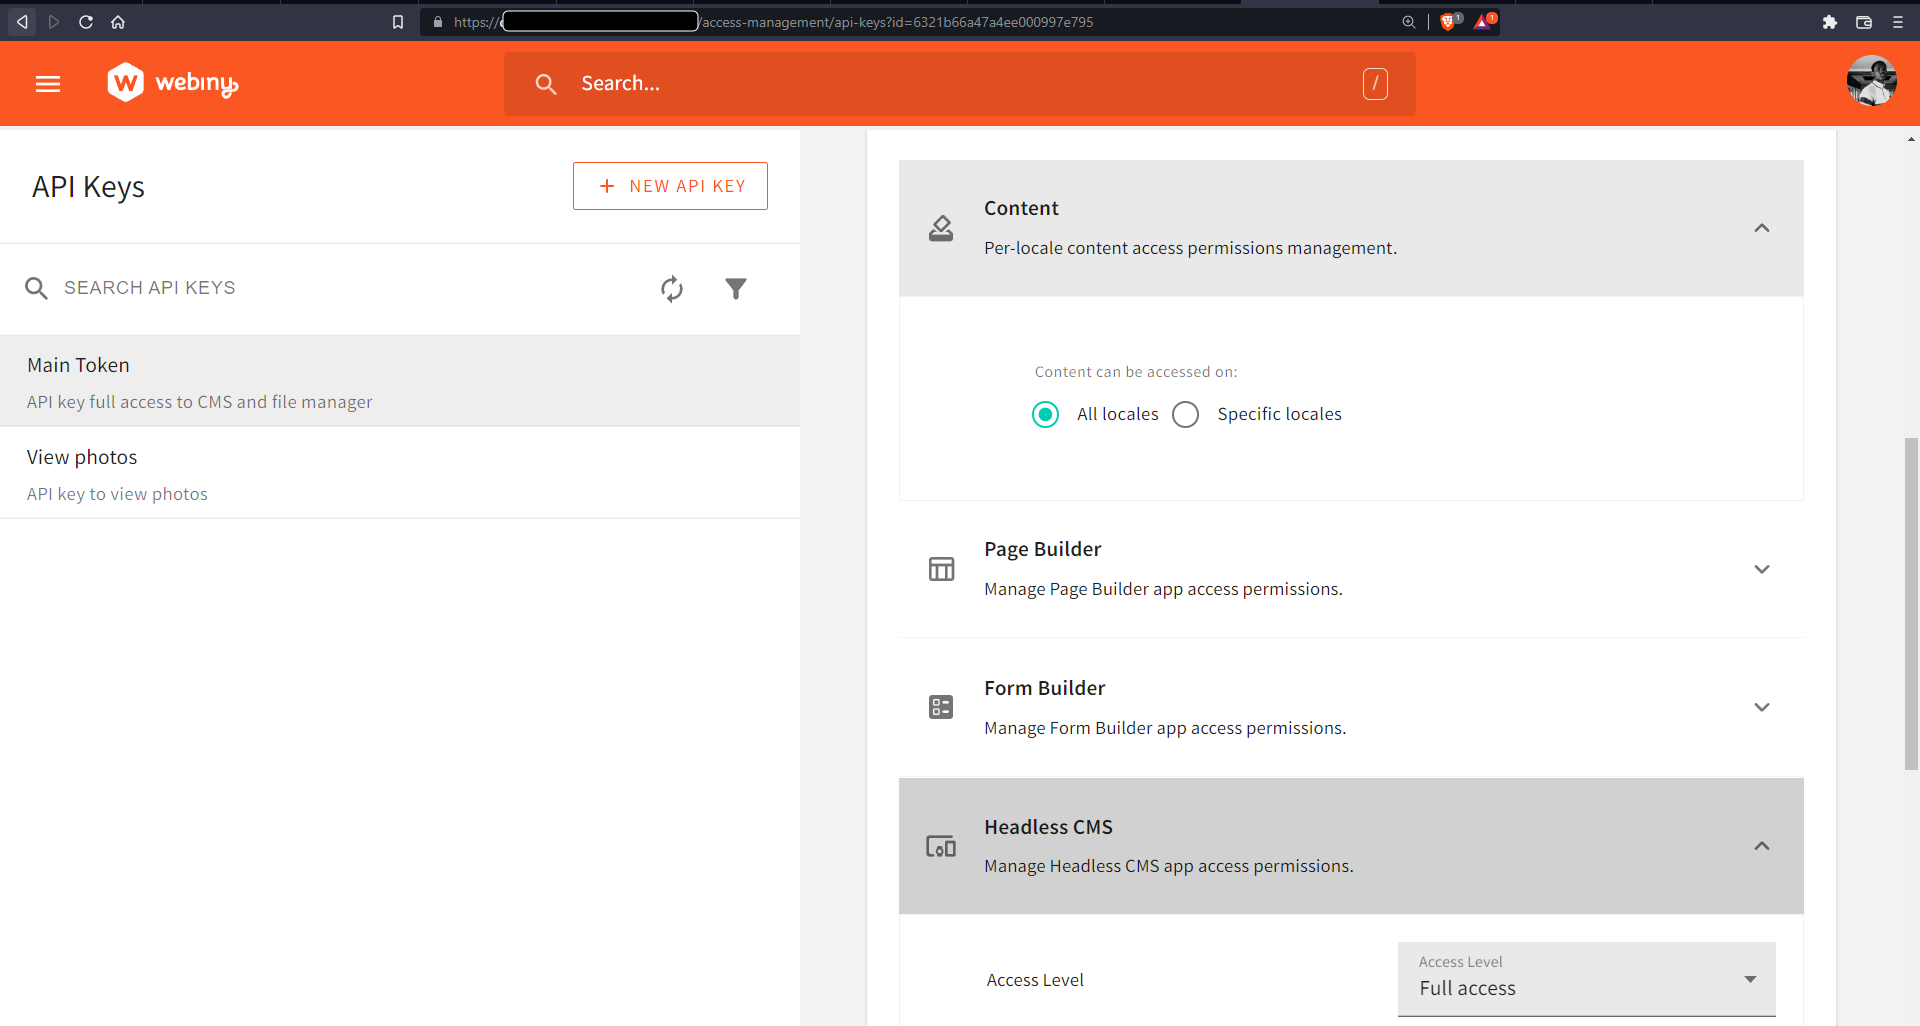 https://
/access-management/api-keys?id=6321b66a47a4ee000997e795
1
1
webiny
Search...
/
API Keys
+ NEW API KEY
SEARCH API KEYS
Main Token
API key full access to CMS and file manager
View photos
API key to view photos
Content
Per-locale content access permissions management.
Content can be accessed on:
All locales
Specific locales
Page Builder
Manage Page Builder app access permissions.
Form Builder
Manage Form Builder app access permissions.
Headless CMS
Manage Headless CMS app access permissions.
Access Level
Access Level
Full access